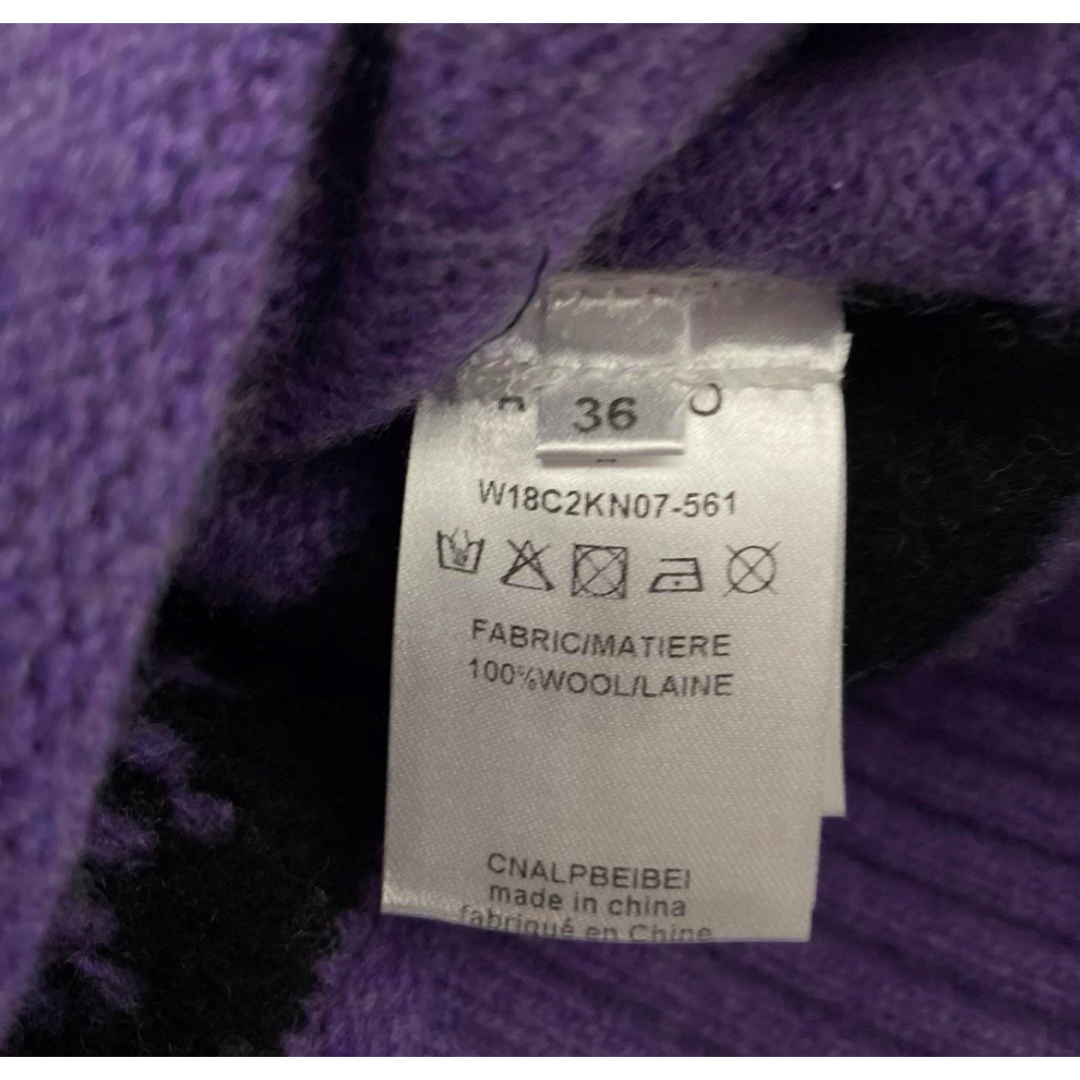 36
W18C2KN07-561
FABRIC/MATIERE
100%WOOL/LAINE
CNALPBEIBEI
made in china
fabriqué en Chine